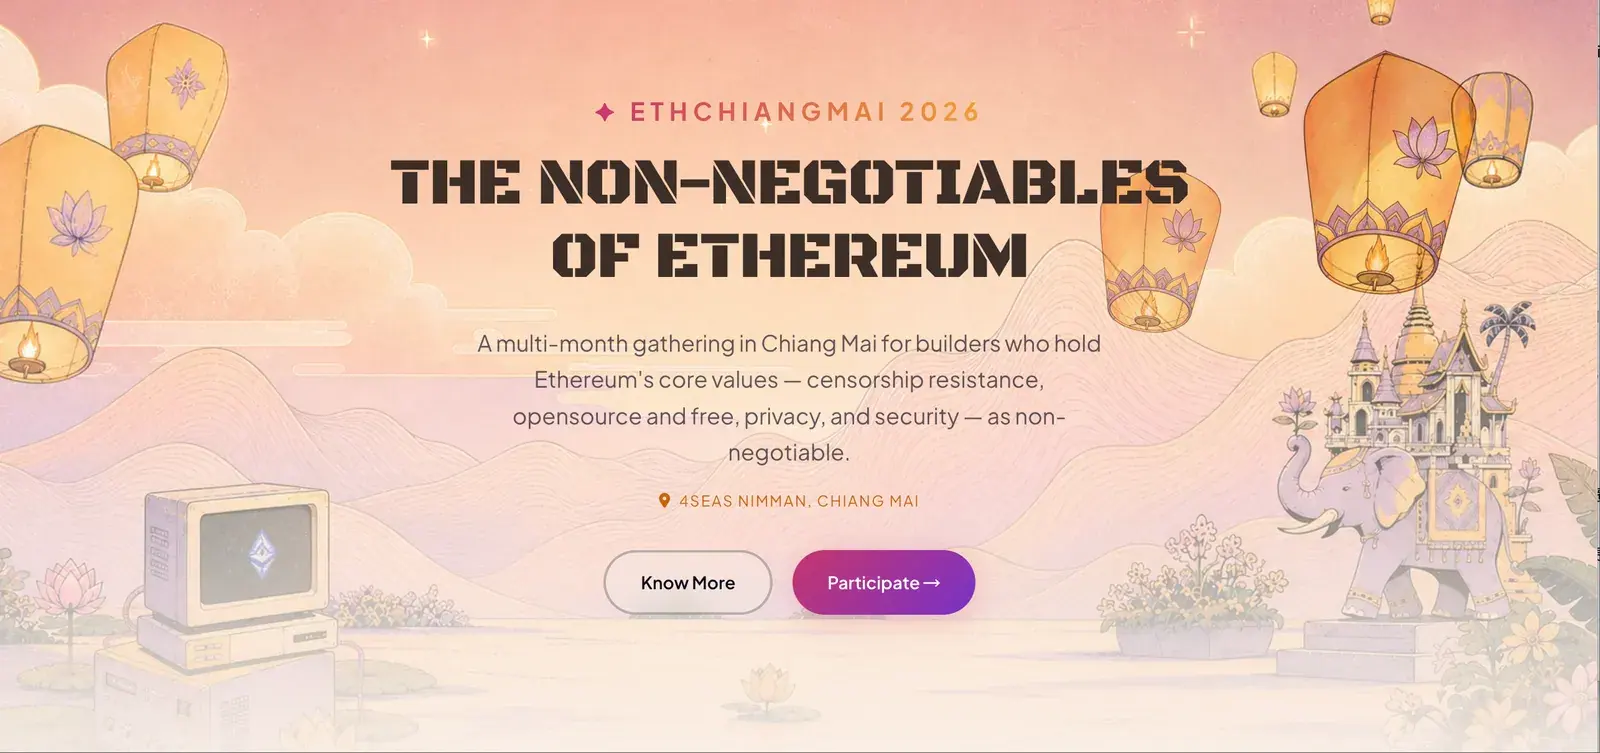 ✦ ETHCHIANGMAI 2026
THE NON-NEGOTIABLES
OF ETHEREUM
A multi-month gathering in Chiang Mai for builders who hold
Ethereum's core values — censorship resistance,
opensource and free, privacy, and security — as non-
negotiable.
4SEAS NIMMAN, CHIANG MAI
Know More
Participate →